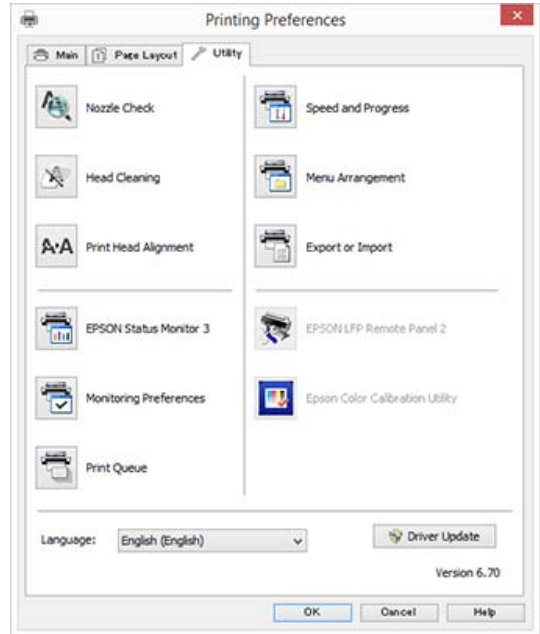 Printing Preferences
Main
Page Layout
Utility
Nozzle Check
Speed and Progress
Head Cleaning
Menu Arrangement
A·A
Print Head Alignment
Export or Import
EPSON Status Monitor 3
EPSON LFP Remote Panel 2
Monitoring Preferences
Epson Color Calibration Utility
Print Queue
Language:
English (English)
Driver Update
Version 6.70
OK
Cancel
Help